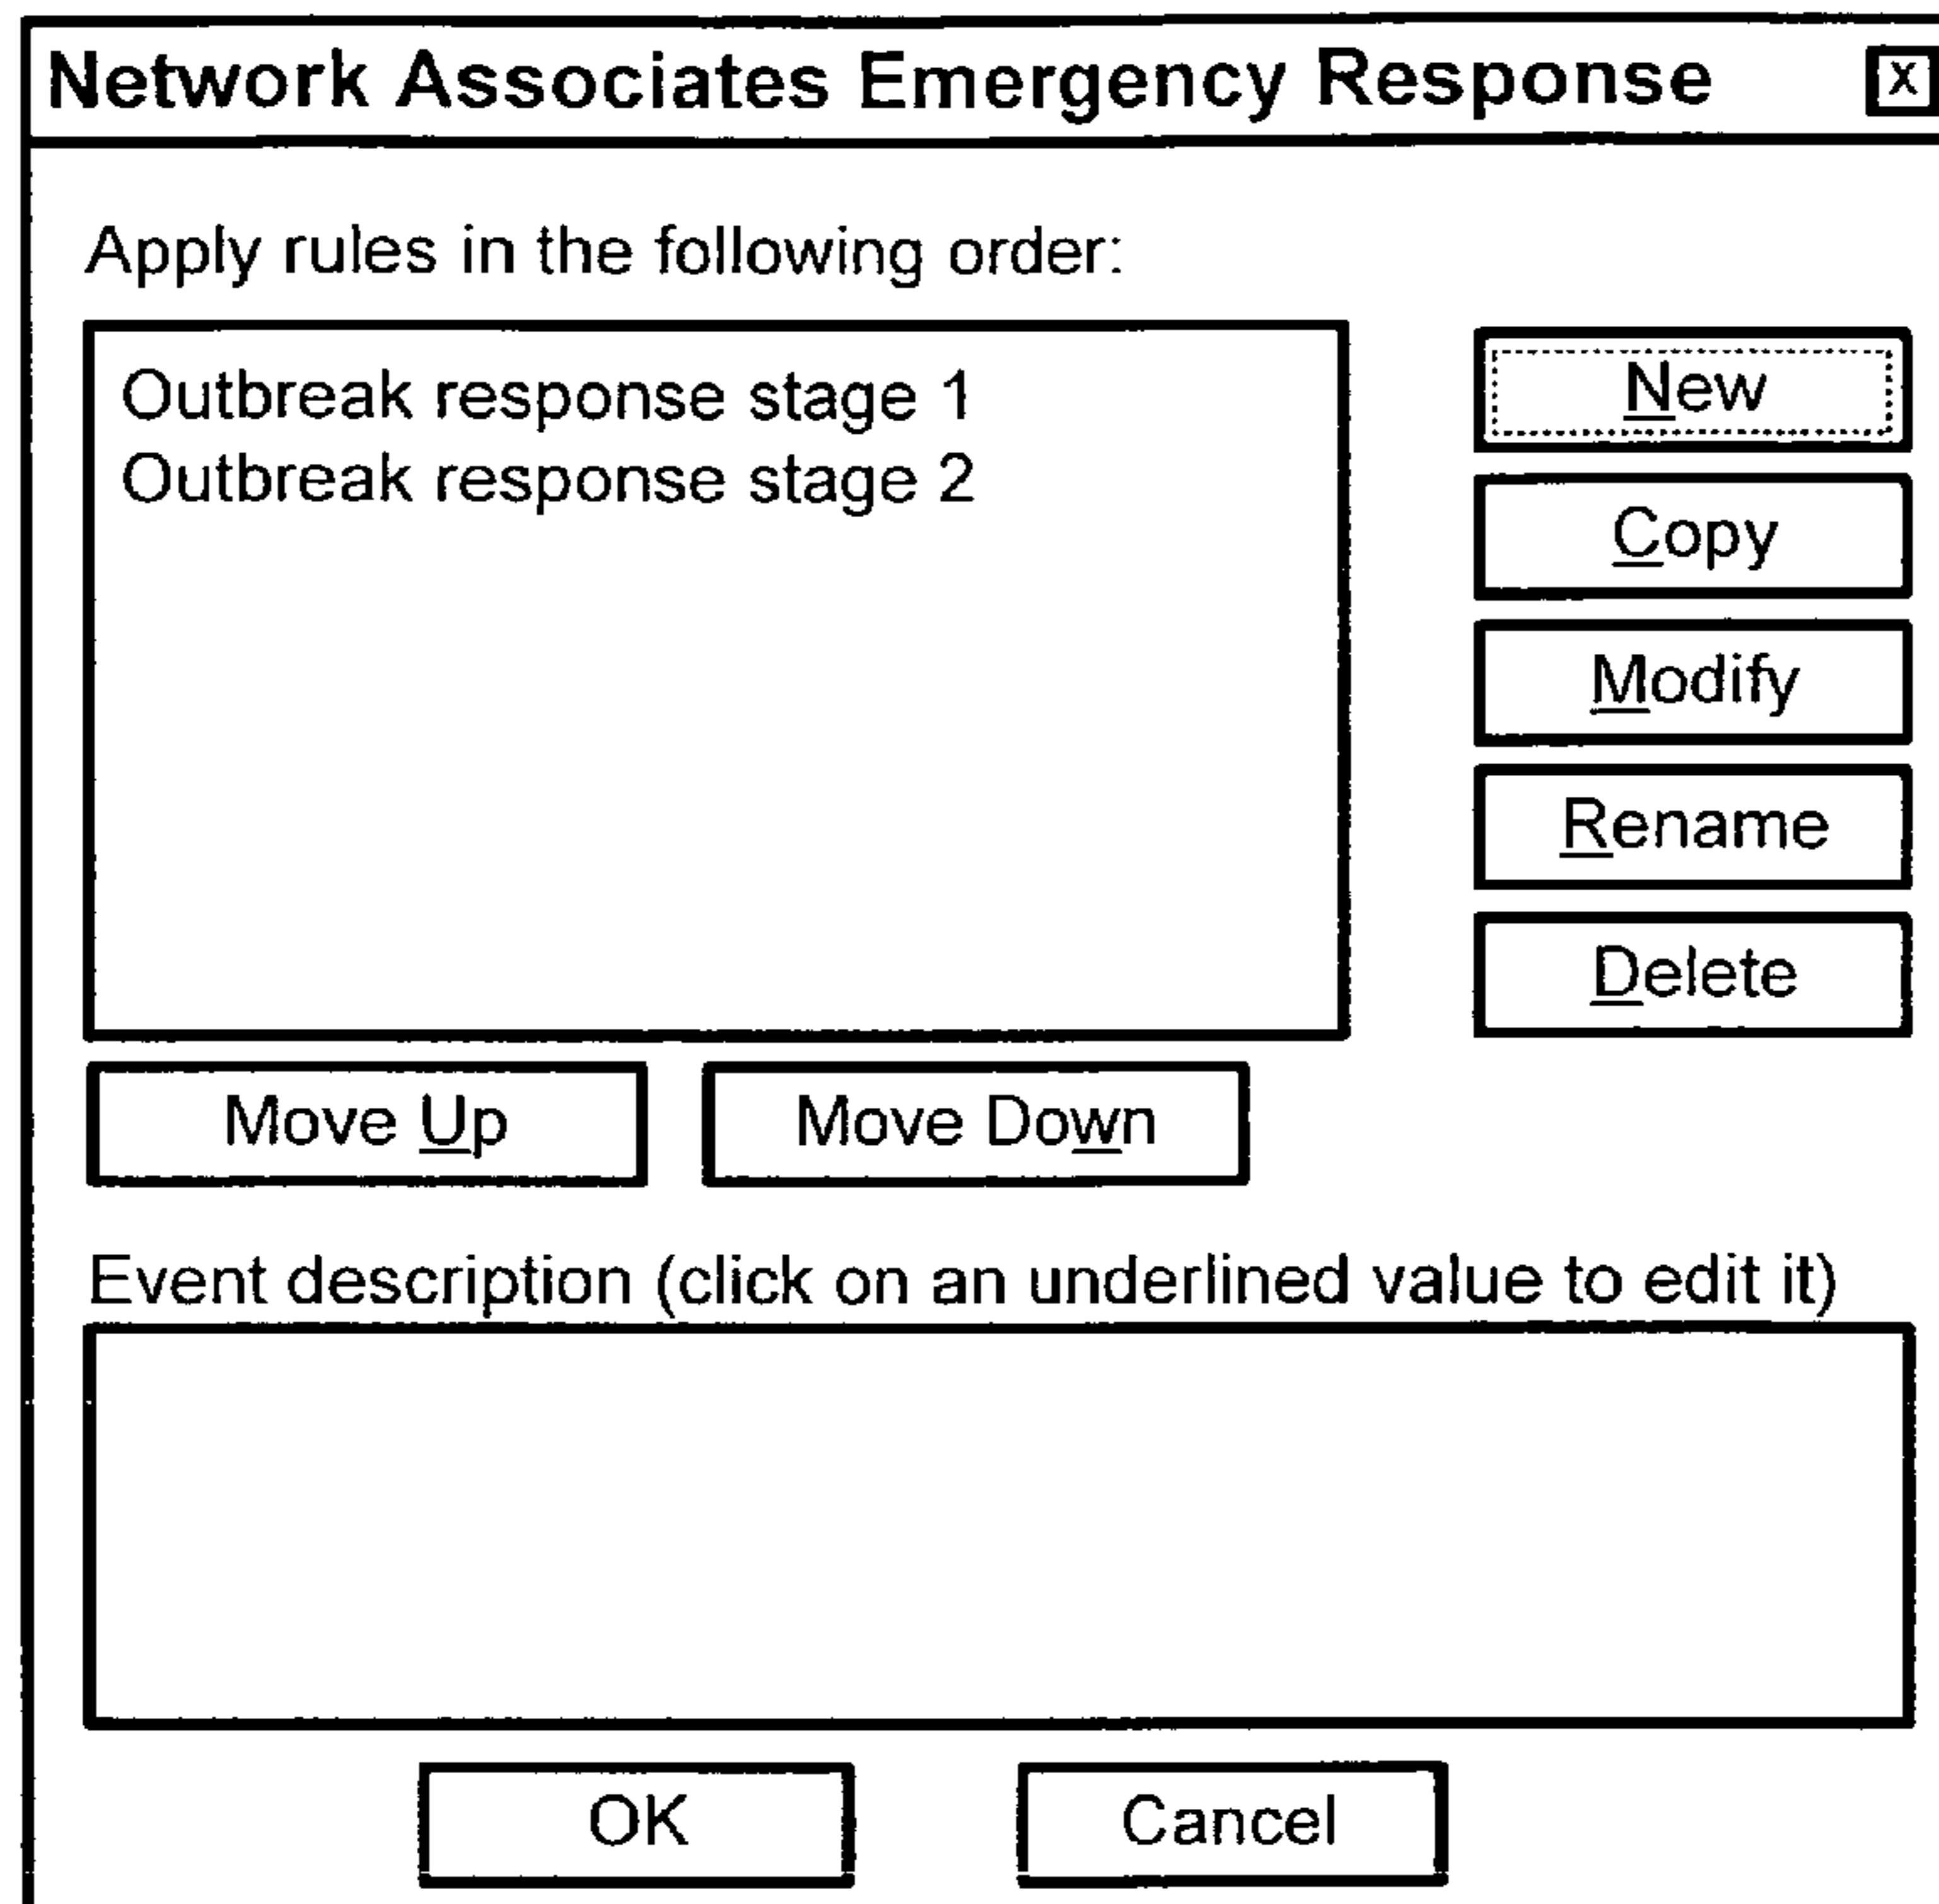 Network Associates Emergency Response X
Apply rules in the following order:
Outbreak response stage 1
Outbreak response stage 2
New
Copy
Modify
Rename
Delete
Move Up
Move Down
Event description (click on an underlined value to edit it)
OK
Cancel